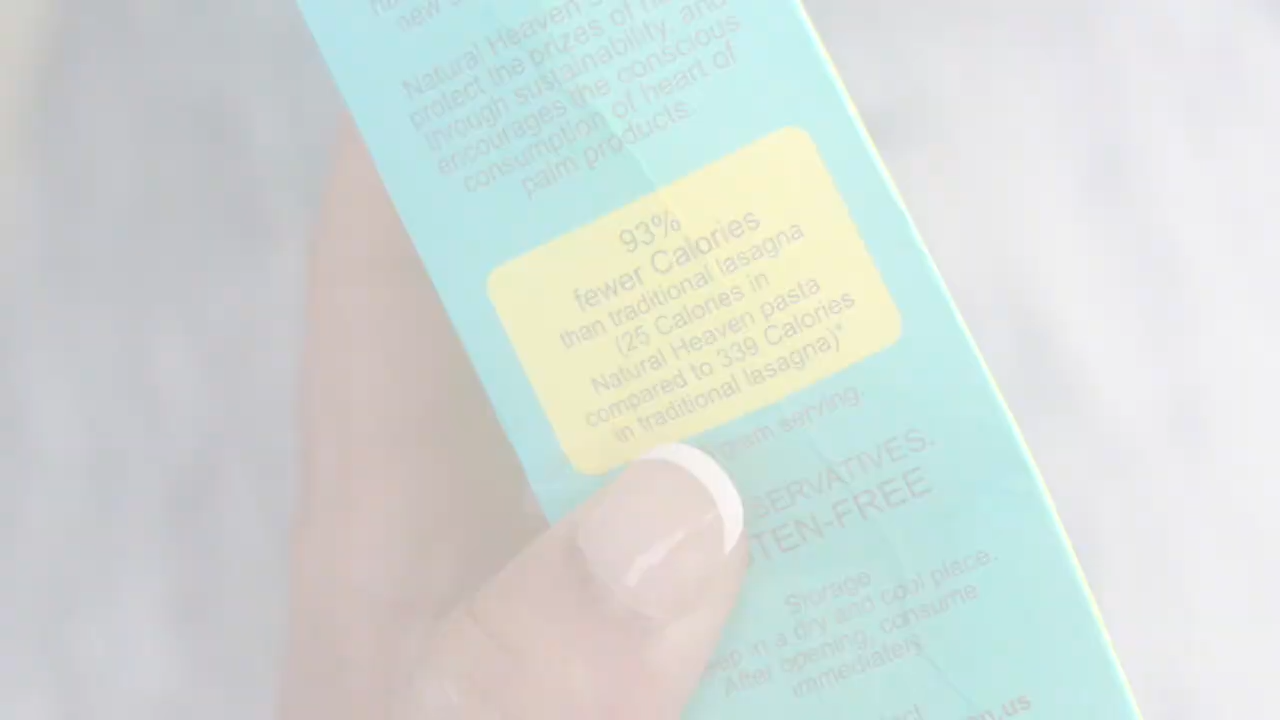 new
Natural Heaven
protect the prizes of
through sustainability, and
encourages the conscious
consumption of heart of
palm products.
93%
fewer Calories
than traditional lasagna
(25 Calories in
Natural Heaven pasta
compared to 339 Calories
in traditional lasagna)*
gram serving.
SERVATIVES.
TEN-FREE
Storage
in a dry and cool place.
After opening, consume
immediately